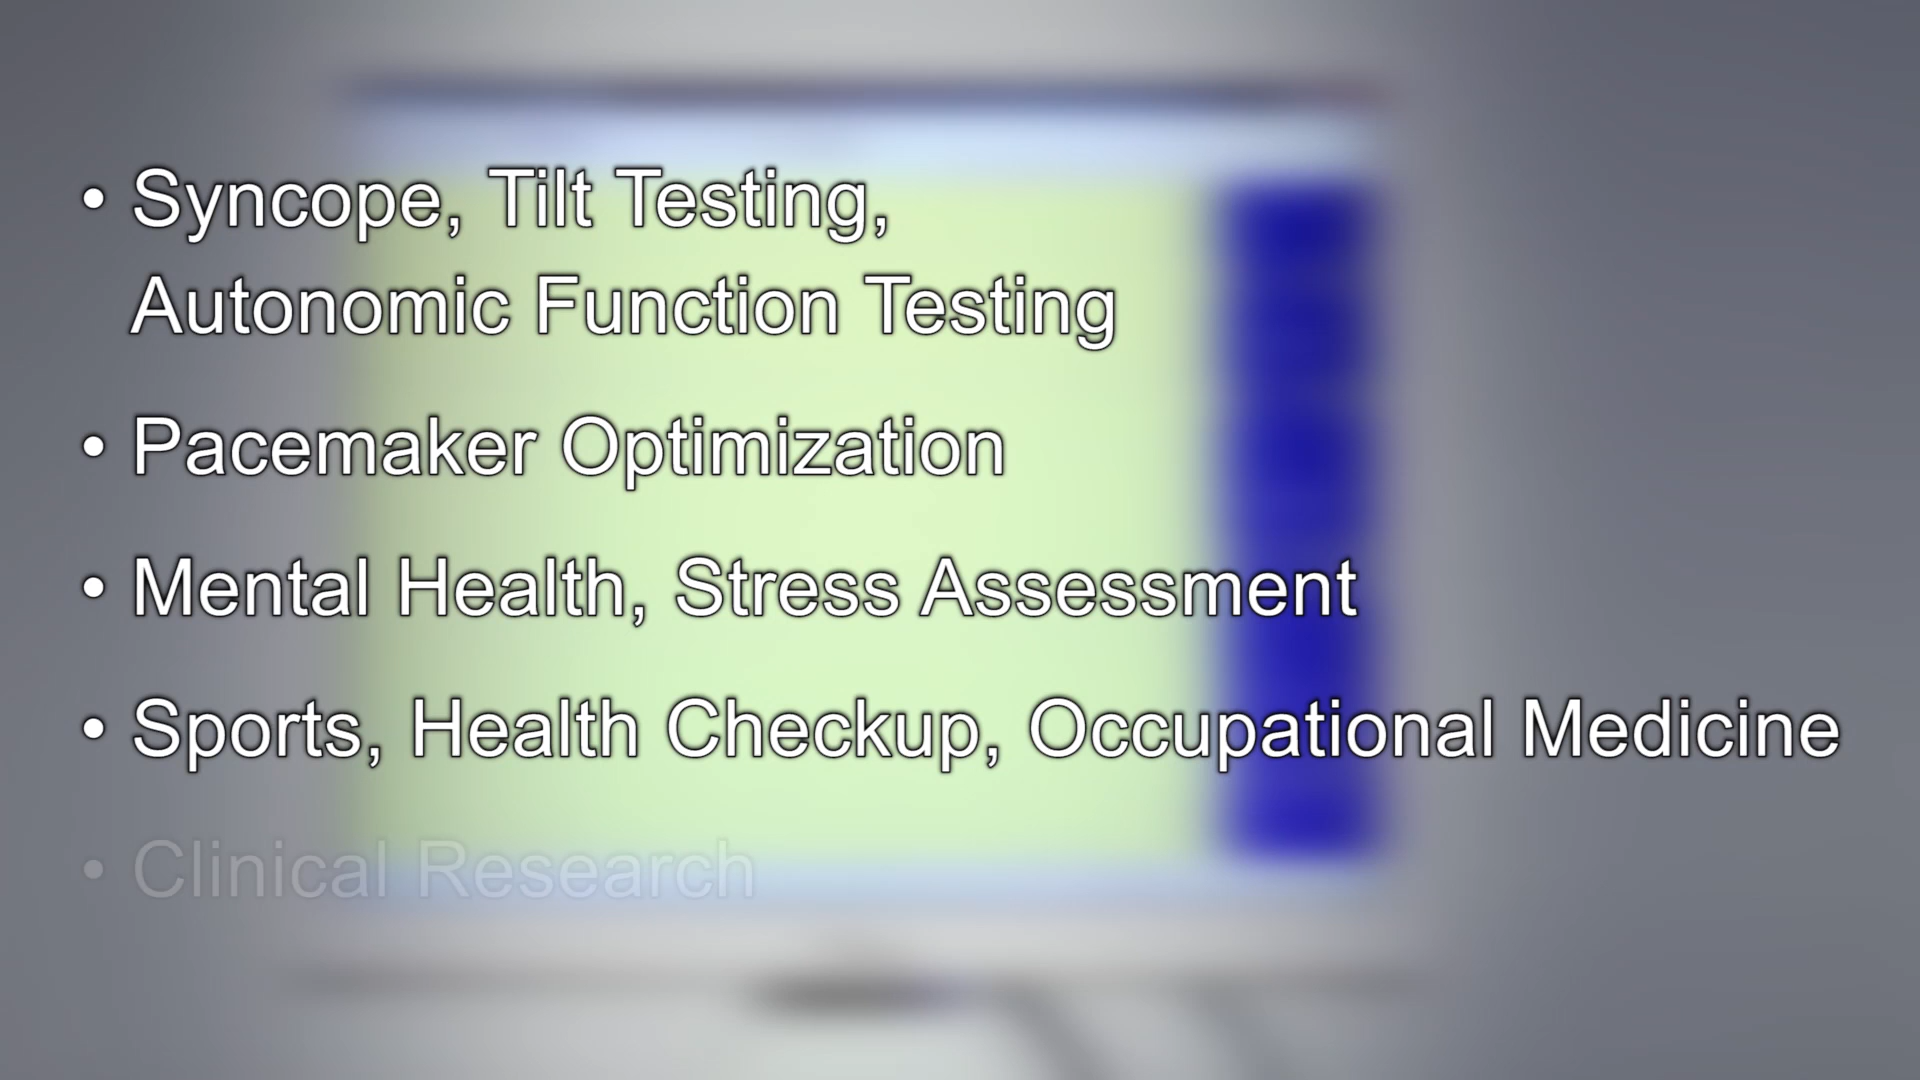 • Syncope, Tilt Testing,
Autonomic Function Testing
• Pacemaker Optimization
• Mental Health, Stress Assessment
• Sports, Health Checkup, Occupational Medicine
• Clinical Research